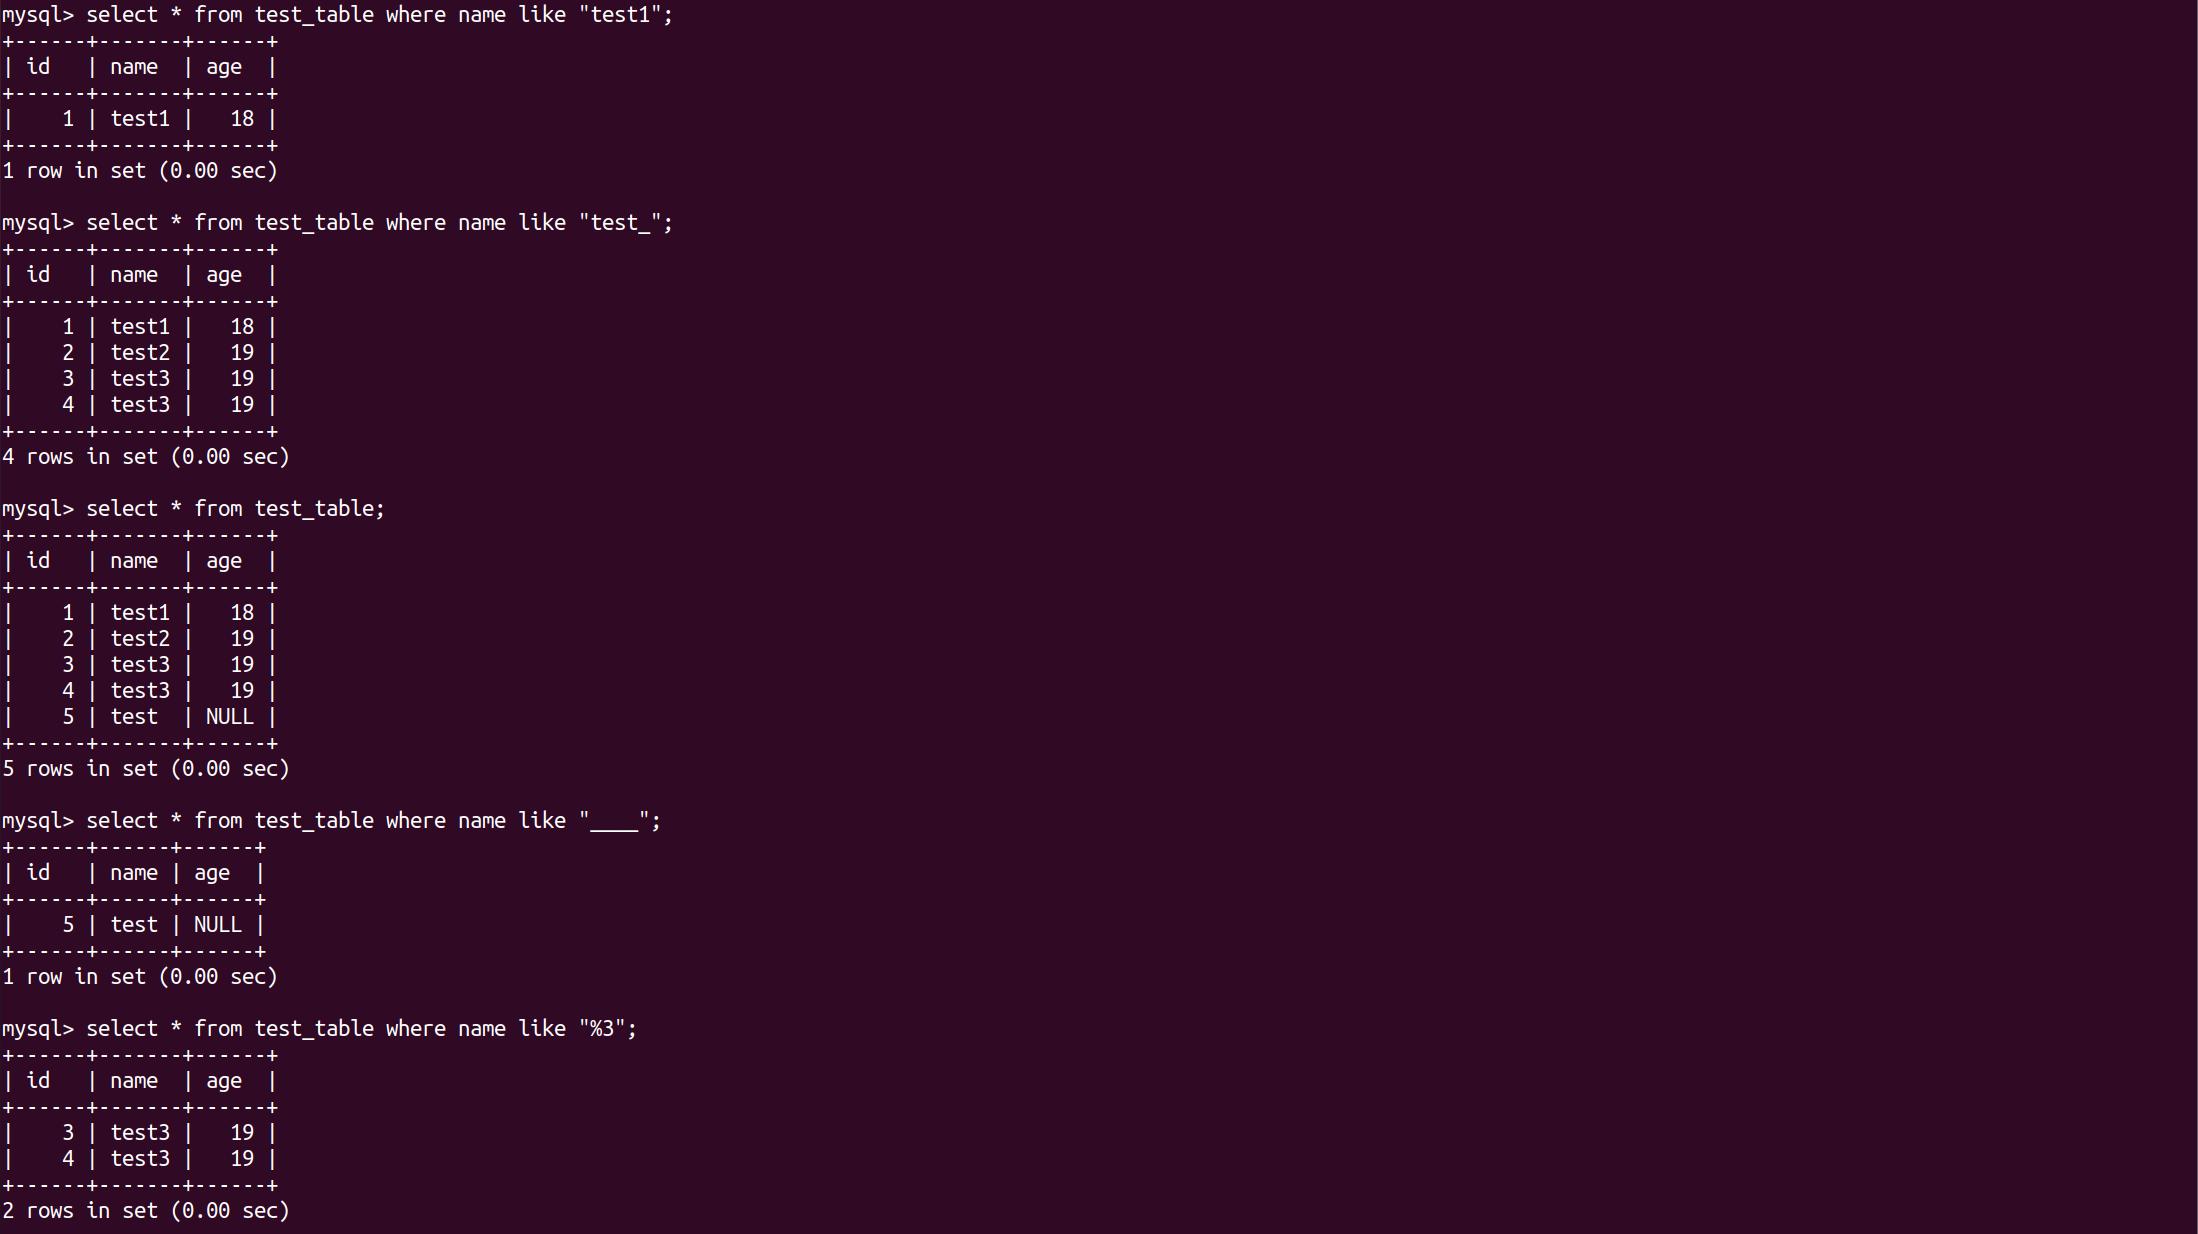 mysql> select * from test_table where name like "test1";
+------+-------+------+
| id   | name  | age  |
+------+-------+------+
|    1 | test1 |   18 |
+------+-------+------+
1 row in set (0.00 sec)

mysql> select * from test_table where name like "test_";
+------+-------+------+
| id   | name  | age  |
+------+-------+------+
|    1 | test1 |   18 |
|    2 | test2 |   19 |
|    3 | test3 |   19 |
|    4 | test3 |   19 |
+------+-------+------+
4 rows in set (0.00 sec)

mysql> select * from test_table;
+------+-------+------+
| id   | name  | age  |
+------+-------+------+
|    1 | test1 |   18 |
|    2 | test2 |   19 |
|    3 | test3 |   19 |
|    4 | test3 |   19 |
|    5 | test  | NULL |
+------+-------+------+
5 rows in set (0.00 sec)

mysql> select * from test_table where name like "____";
+------+------+------+
| id   | name | age  |
+------+------+------+
|    5 | test | NULL |
+------+------+------+
1 row in set (0.00 sec)

mysql> select * from test_table where name like "%3";
+------+-------+------+
| id   | name  | age  |
+------+-------+------+
|    3 | test3 |   19 |
|    4 | test3 |   19 |
+------+-------+------+
2 rows in set (0.00 sec)